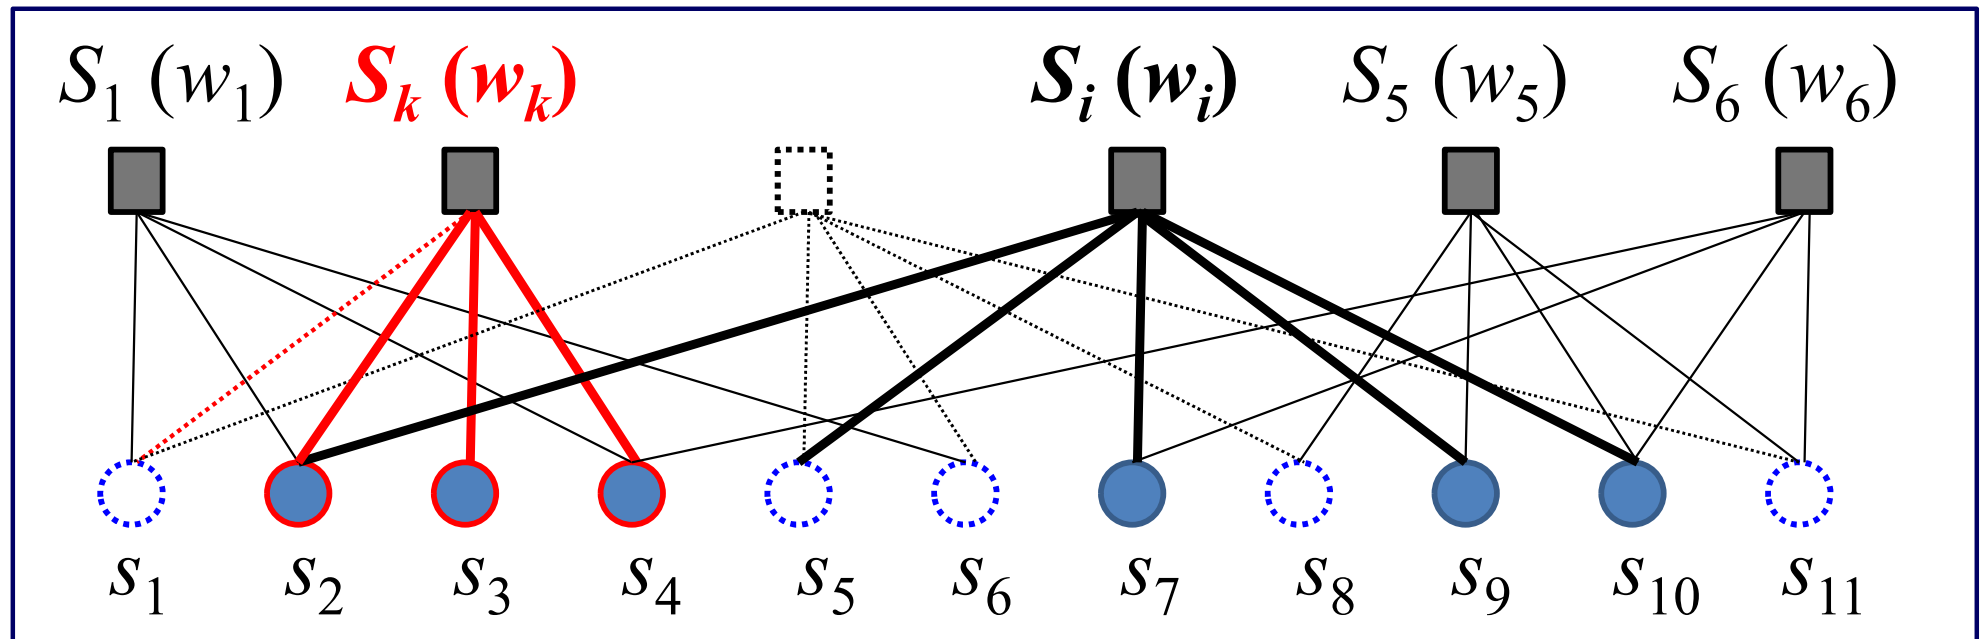 S₁ (w₁) Sₖ (wₖ) Sᵢ (wᵢ) S₅ (w₅) S₆ (w₆)
s₁ s₂ s₃ s₄ s₅ s₆ s₇ s₈ s₉ s₁₀ s₁₁